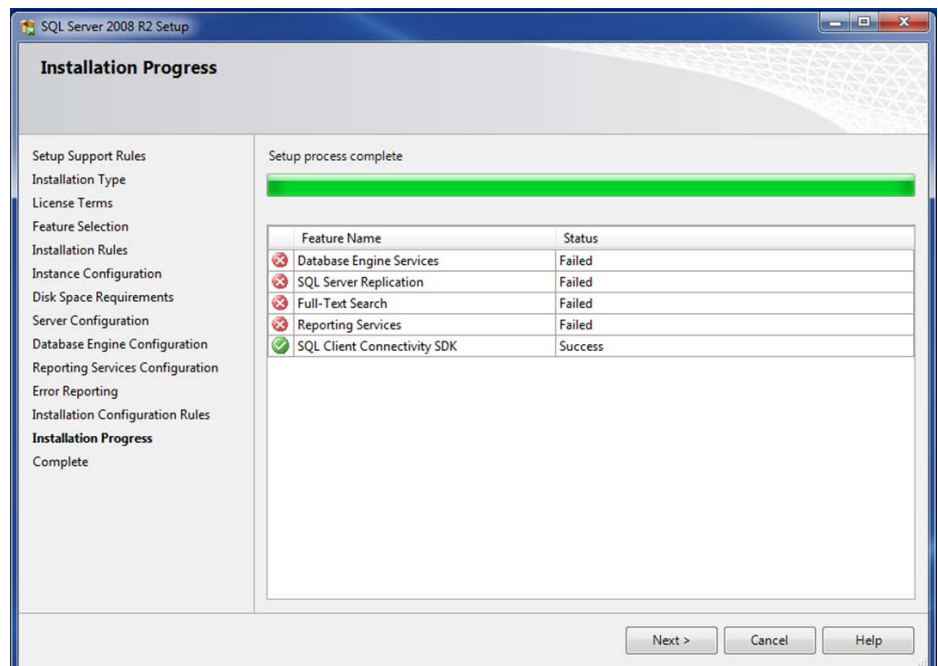 SQL Server 2008 R2 Setup
Installation Progress
Setup Support Rules
Installation Type
License Terms
Feature Selection
Installation Rules
Instance Configuration
Disk Space Requirements
Server Configuration
Database Engine Configuration
Reporting Services Configuration
Error Reporting
Installation Configuration Rules
Installation Progress
Complete
Setup process complete
Feature Name Status
Database Engine Services Failed
SQL Server Replication Failed
Full-Text Search Failed
Reporting Services Failed
SQL Client Connectivity SDK Success
Next > Cancel Help